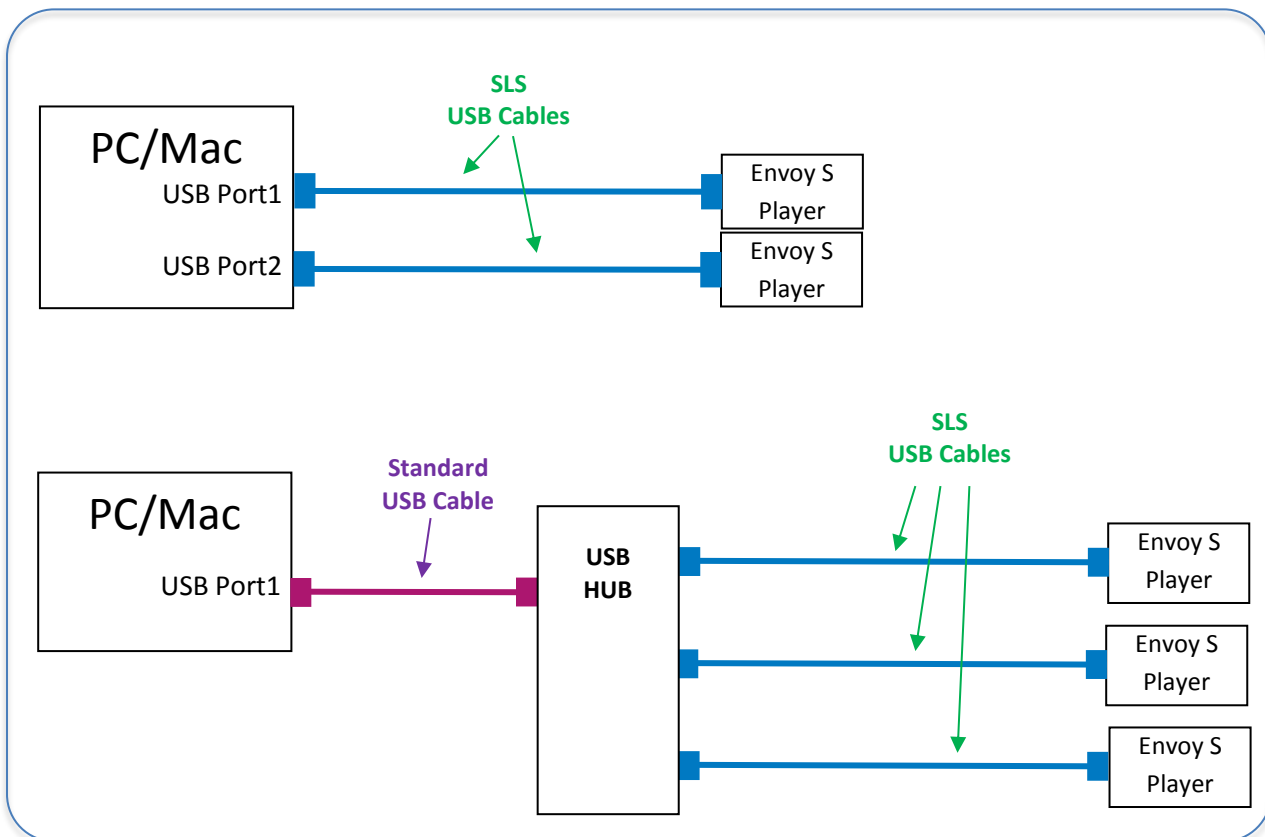 SLS
USB Cables
PC/Mac
USB Port1
USB Port2
Envoy S
Player
Envoy S
Player
SLS
USB Cables
Standard
USB Cable
PC/Mac
USB Port1
USB
HUB
Envoy S
Player
Envoy S
Player
Envoy S
Player